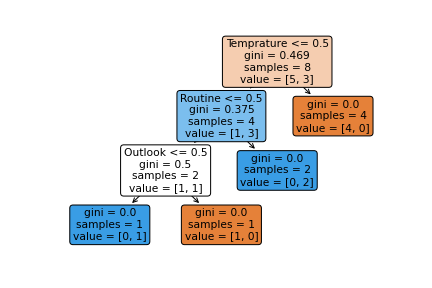 Temprature <= 0.5
gini = 0.469
samples = 8
value = [5, 3]
Routine <= 0.5
gini = 0.375
samples = 4
value = [1, 3]
gini = 0.0
samples = 4
value = [4, 0]
Outlook <= 0.5
gini = 0.5
samples = 2
value = [1, 1]
gini = 0.0
samples = 2
value = [0, 2]
gini = 0.0
samples = 1
value = [0, 1]
gini = 0.0
samples = 1
value = [1, 0]